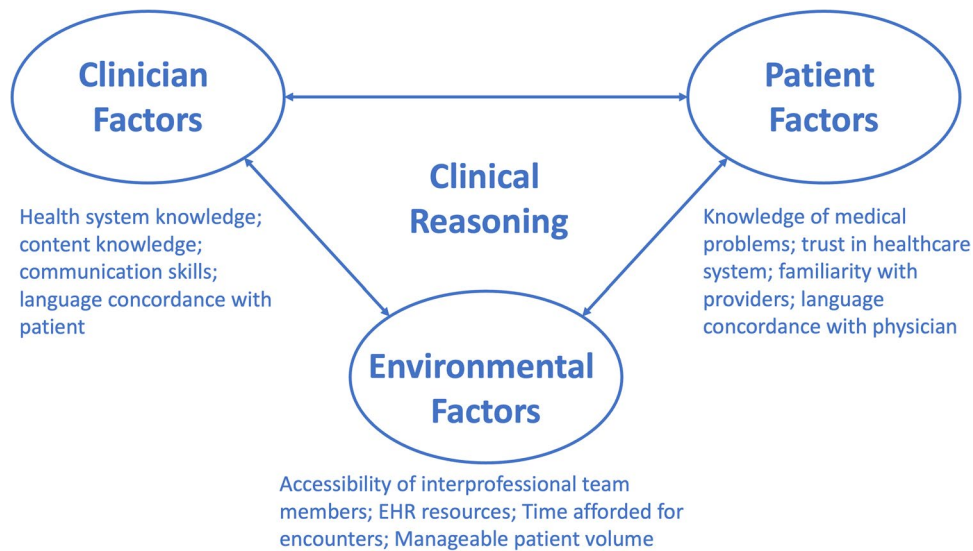 Clinician
Factors
Patient
Factors
Clinical
Reasoning
Health system knowledge;
content knowledge;
communication skills;
language concordance with
patient
Knowledge of medical
problems; trust in healthcare
system; familiarity with
providers; language
concordance with physician
Environmental
Factors
Accessibility of interprofessional team
members; EHR resources; Time afforded for
encounters; Manageable patient volume